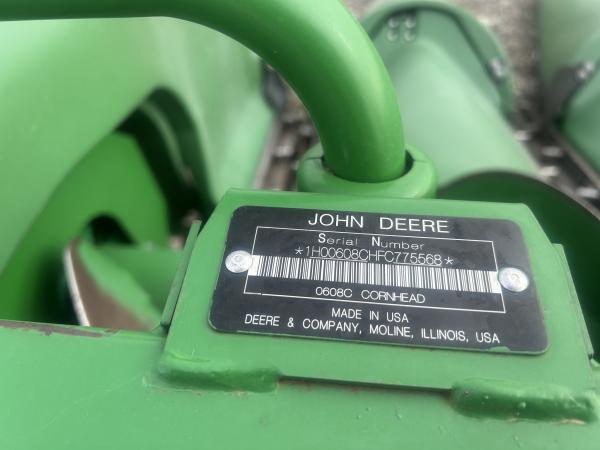 JOHN DEERE
Serial Number
*1H00608CHFC775568*
0608C CORNHEAD
MADE IN USA
DEERE & COMPANY, MOLINE, ILLINOIS, USA